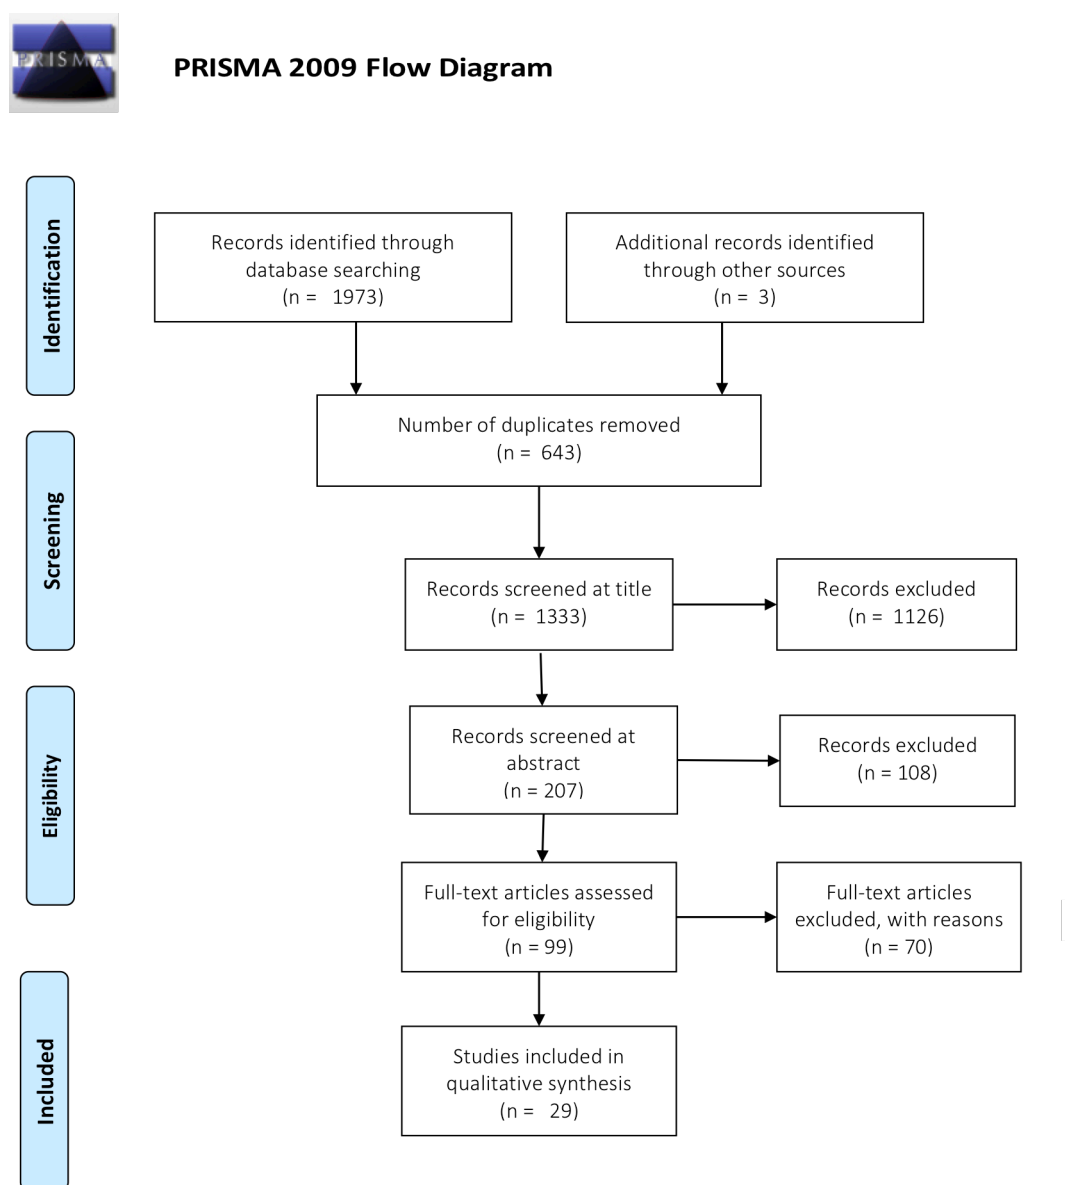 PRISMA
PRISMA 2009 Flow Diagram
Identification
Records identified through
database searching
(n = 1973)
Additional records identified
through other sources
(n = 3)
Number of duplicates removed
(n = 643)
Screening
Records screened at title
(n = 1333)
Records excluded
(n = 1126)
Eligibility
Records screened at
abstract
(n = 207)
Records excluded
(n = 108)
Full-text articles assessed
for eligibility
(n = 99)
Full-text articles
excluded, with reasons
(n = 70)
Included
Studies included in
qualitative synthesis
(n = 29)